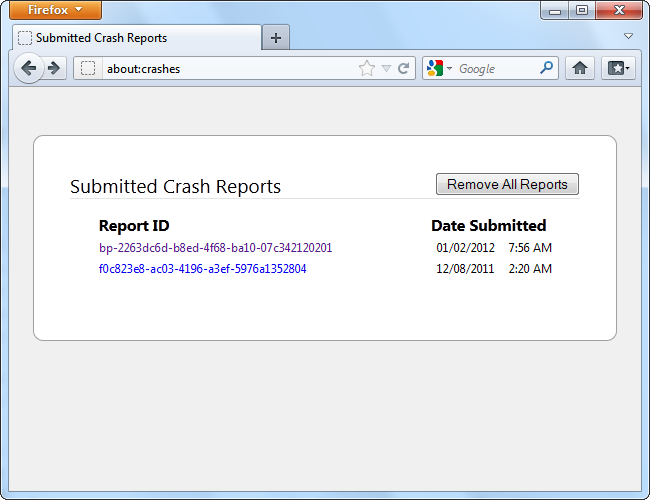 Firefox
Submitted Crash Reports
about:crashes
Google
Submitted Crash Reports
Remove All Reports
Report ID Date Submitted
bp-2263dc6d-b8ed-4f68-ba10-07c342120201 01/02/2012 7:56 AM
f0c823e8-ac03-4196-a3ef-5976a1352804 12/08/2011 2:20 AM